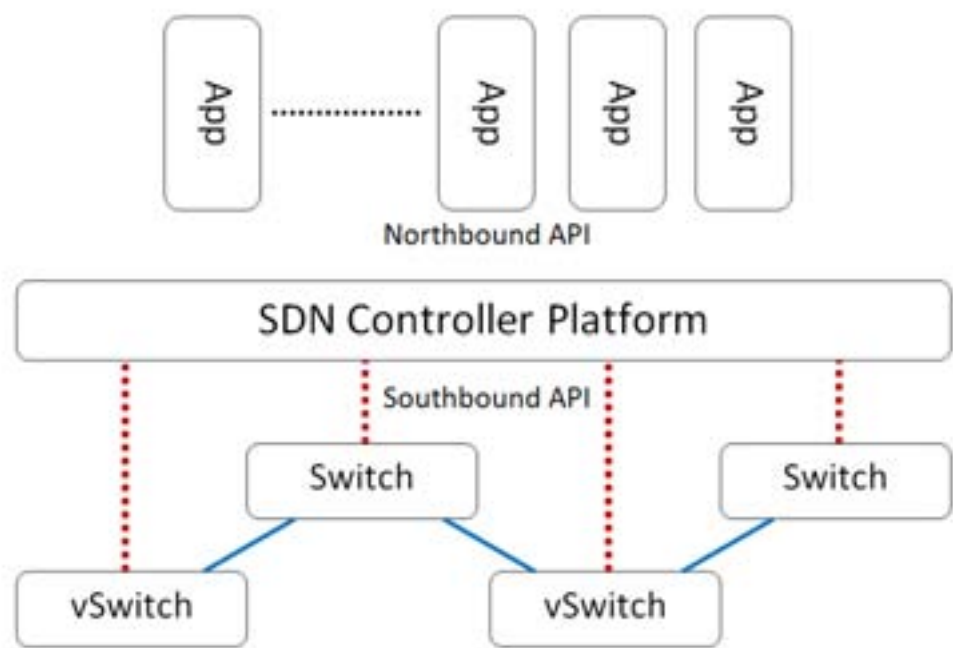 App
App
App
App
Northbound API
SDN Controller Platform
Southbound API
Switch
Switch
vSwitch
vSwitch